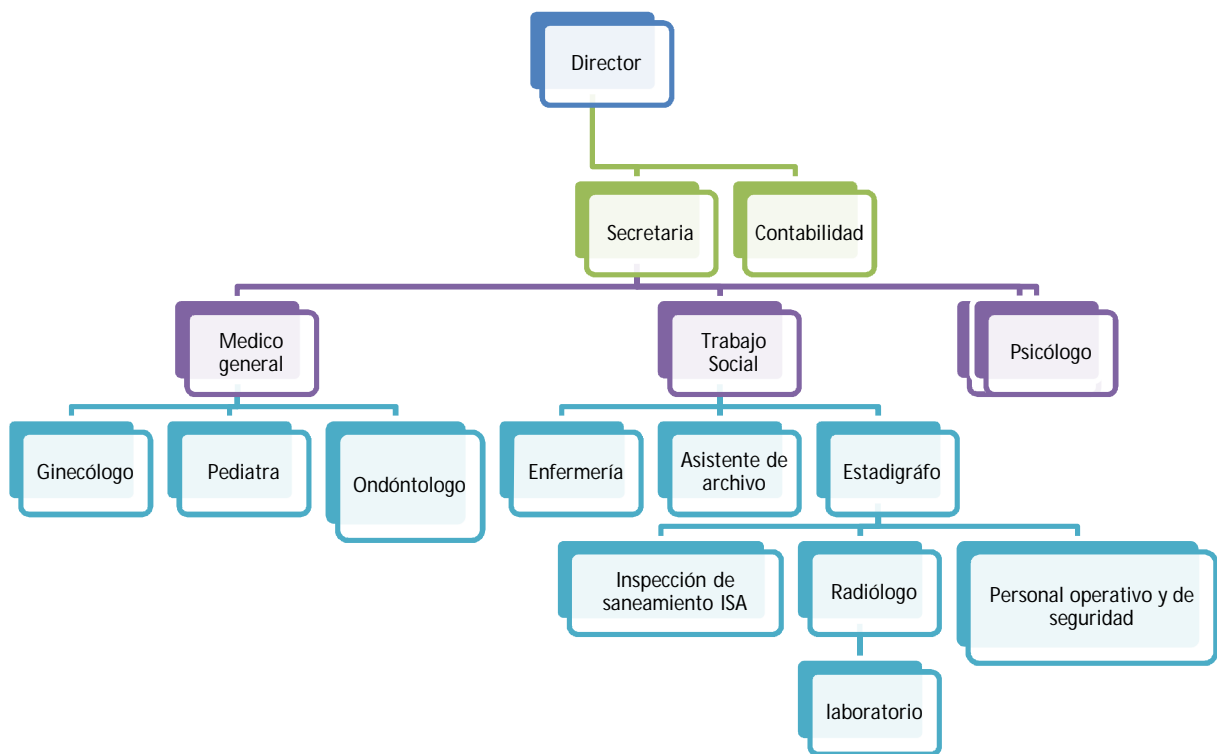 Director
Secretaria
Contabilidad
Medico
general
Trabajo
Social
Psicólogo
Ginecólogo
Pediatra
Ondóntologo
Enfermería
Asistente de
archivo
Estadigráfo
Inspección de
saneamiento ISA
Radiólogo
Personal operativo y de
seguridad
laboratorio